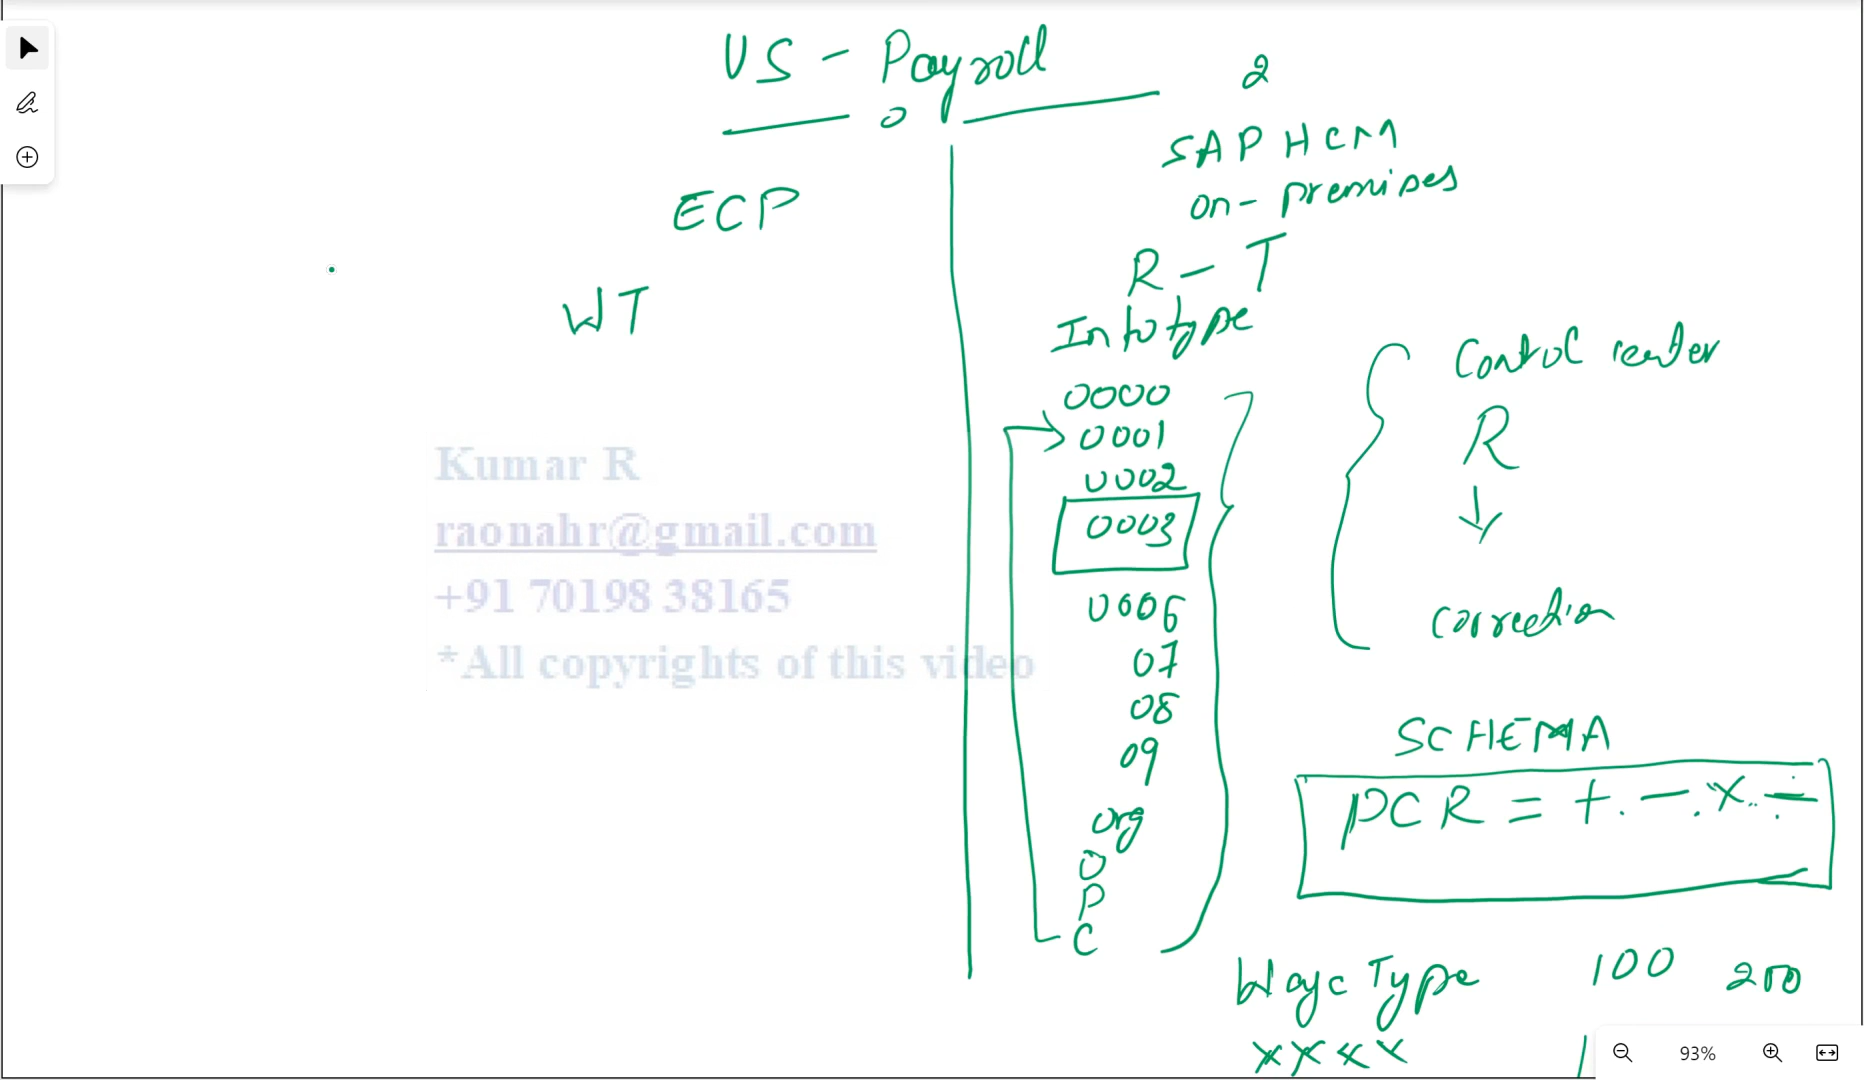 US - Payroll
2
ECP
WT
SAP HCM
on-premises
R - T
Infotype
0000
0001
0002
0003
0006
07
08
09
org
O
P
C
Control center
R
correction
SCHEMA
PCR = + . - . x . ÷
Wage Type 100 200
xxxx
Kumar R
raonahr@gmail.com
+91 70198 38165
*All copyrights of this video
93%